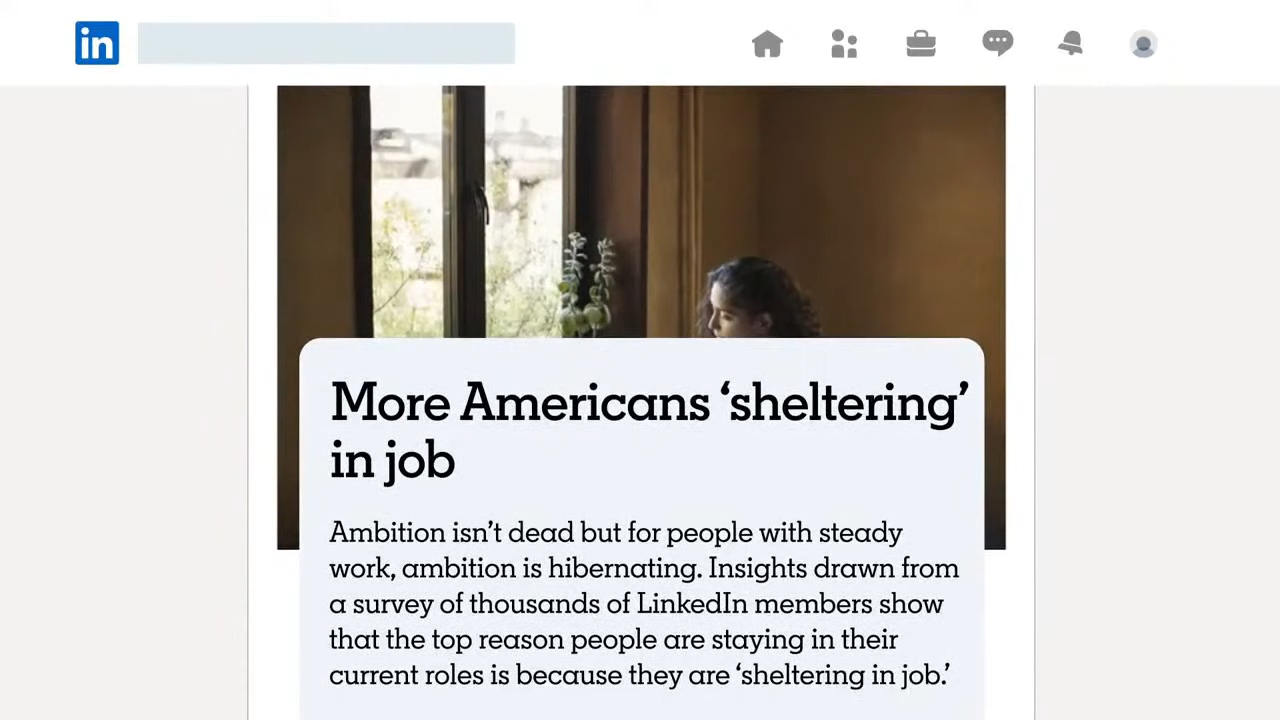 in
More Americans ‘sheltering’
in job
Ambition isn’t dead but for people with steady
work, ambition is hibernating. Insights drawn from
a survey of thousands of LinkedIn members show
that the top reason people are staying in their
current roles is because they are ‘sheltering in job.’